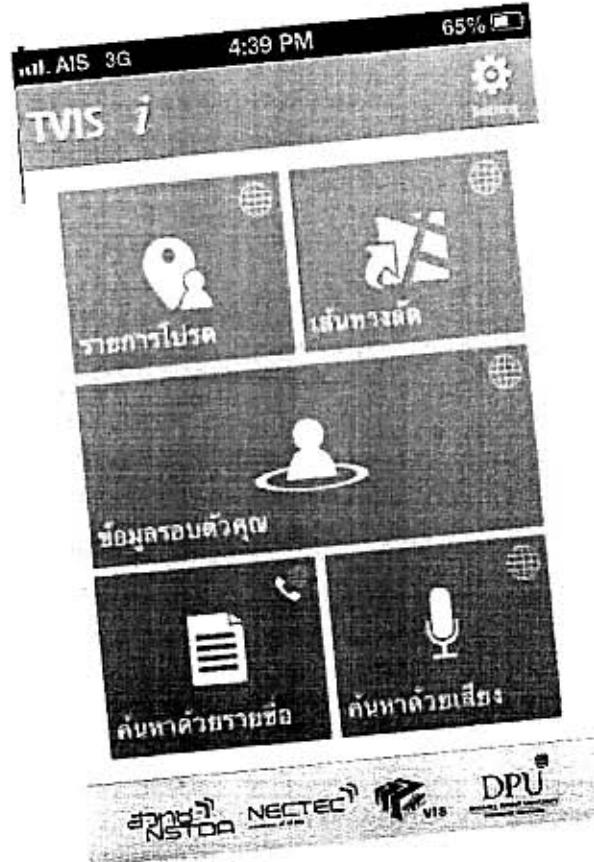 AIS 3G 4:39 PM 65%
TVIS i
Setting
รายการโปรด
เส้นทางลัด
ข้อมูลรอบตัวคุณ
ค้นหาด้วยรายชื่อ
ค้นหาด้วยเสียง
สวทช NSTDA NECTEC VIS DPU